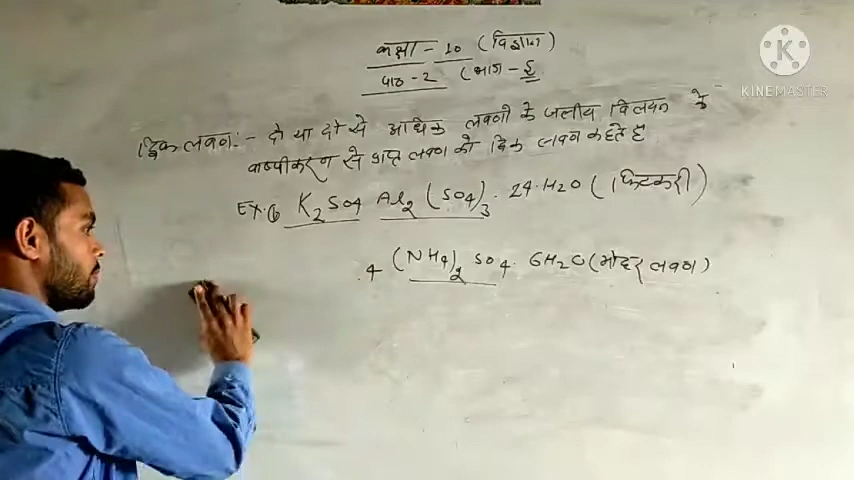 कक्षा - 10 (विज्ञान)
KINEMASTER
पाठ - 2 (भाग - ई
द्विक लवण:- दो या दो से अधिक लवणों के जलीय विलयन के
वाष्पीकरण से प्राप्त लवण को द्विक लवण कहते है
Ex. K2SO4 Al2(SO4)3 . 24.H2O (फिटकरी)
4 (NH4)2 SO4 . 6H2O (मोहर लवण)